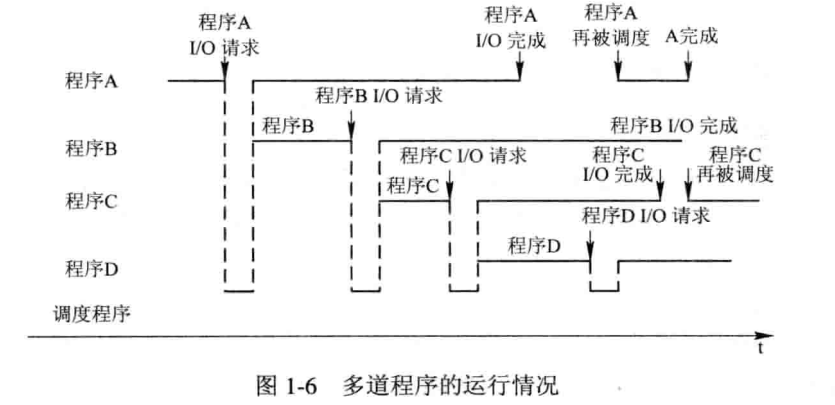 程序A
I/O 请求
程序A
I/O 完成
程序A
再被调度
A完成
程序A
程序B I/O 请求
程序B
程序B I/O 完成
程序B
程序C I/O 请求
程序C
I/O 完成
程序C
再被调度
程序C
程序C
程序D I/O 请求
程序D
程序D
调度程序
t
图 1-6 多道程序的运行情况